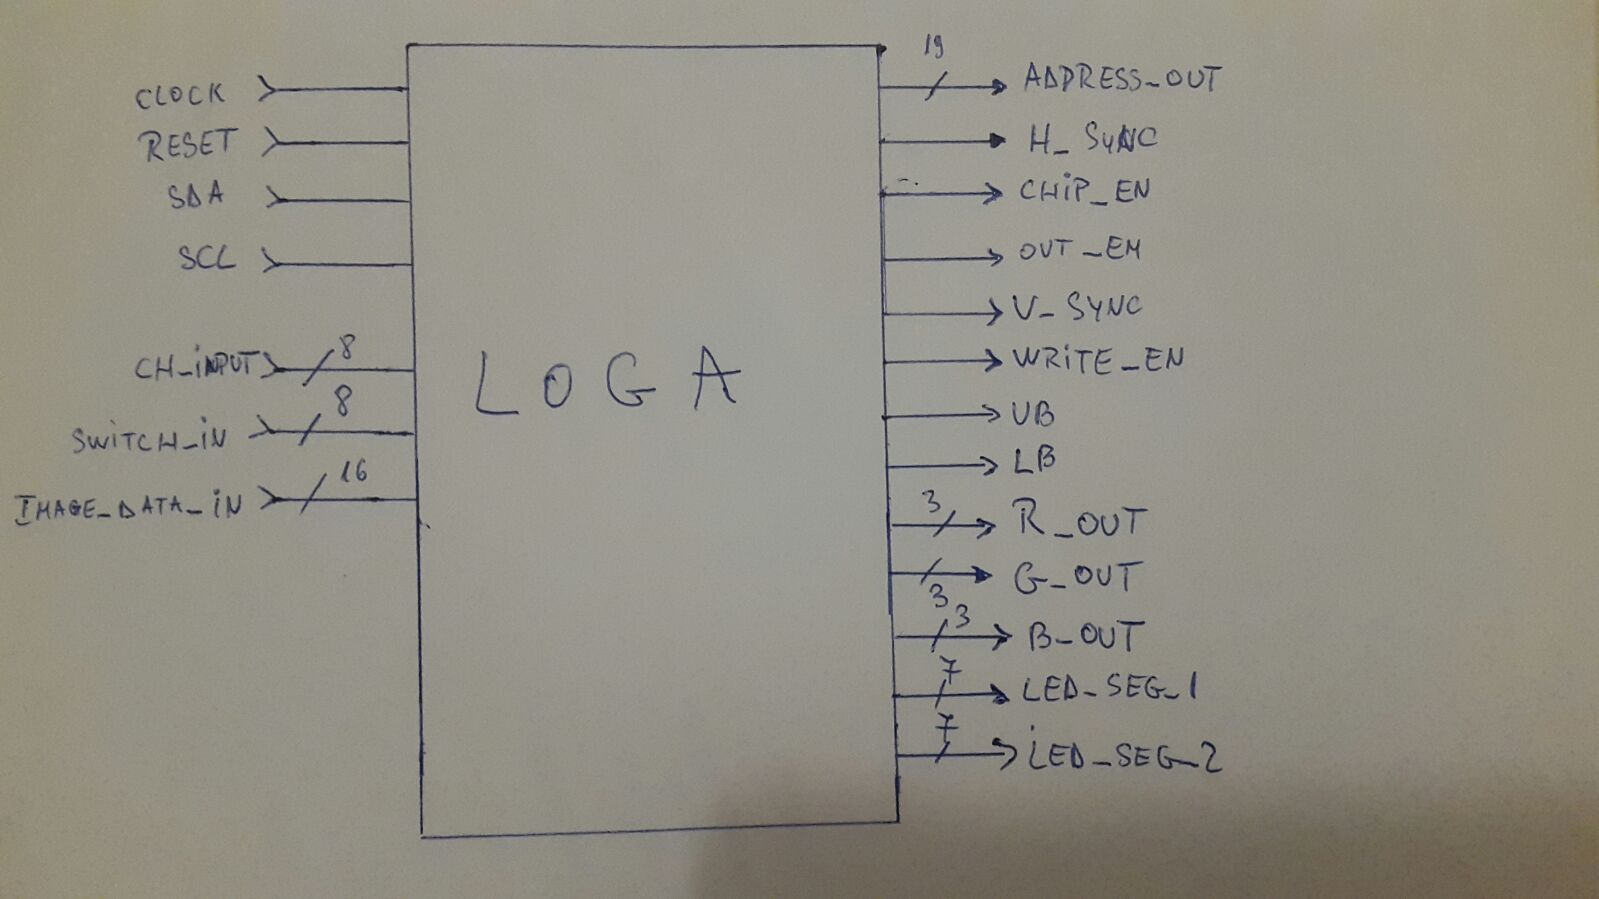 CLOCK
RESET
SDA
SCL
CH_iNPUT 8
SWiTCH_iN 8
IMAGE_DATA_iN 16
LOGA
19 ADDRESS_OUT
H_SYNC
CHiP_EN
OUT_EN
V_SYNC
WRiTE_EN
UB
LB
3 R_OUT
3 G_OUT
3 B_OUT
7 LED_SEG_1
7 LED_SEG_2